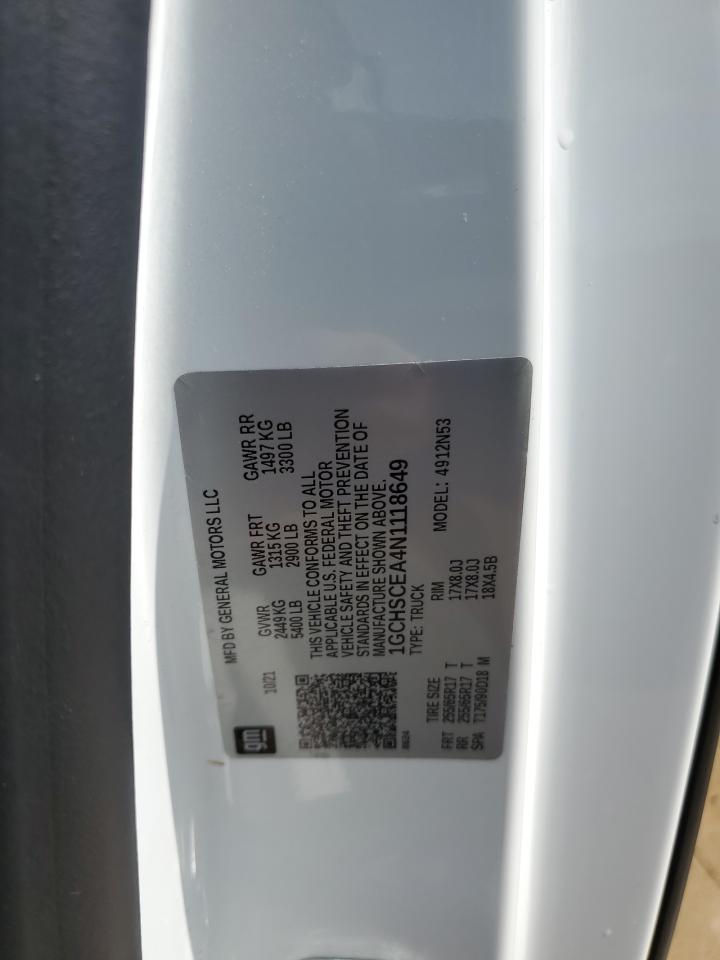 gm
MFD BY GENERAL MOTORS LLC
10/21 GVWR GAWR FRT GAWR RR
2449 KG 1315 KG 1497 KG
5400 LB 2900 LB 3300 LB
THIS VEHICLE CONFORMS TO ALL
APPLICABLE U.S. FEDERAL MOTOR
VEHICLE SAFETY AND THEFT PREVENTION
STANDARDS IN EFFECT ON THE DATE OF
MANUFACTURE SHOWN ABOVE.
1GCHSCEA4N1118649
TYPE: TRUCK MODEL: 4912N53
TIRE SIZE RIM
FRT 255/65R17 T 17X8.0J
RR 255/65R17 T 17X8.0J
SPA T175/90D18 M 18X4.5B